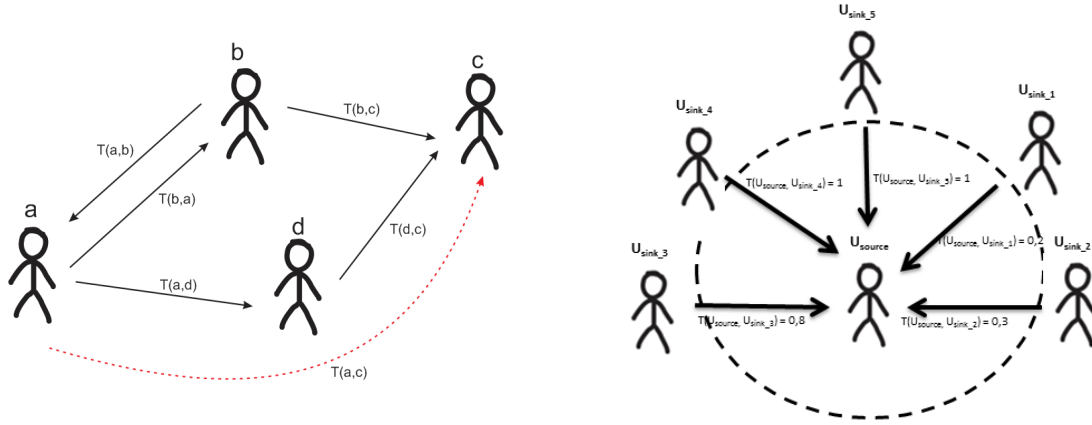 b
c
T(b,c)
T(a,b)
T(b,a)
a
d
T(d,c)
T(a,d)
T(a,c)
U_sink_5
U_sink_4
U_sink_1
T(U_source, U_sink_4) = 1
T(U_source, U_sink_5) = 1
U_source
T(U_source, U_sink_1) = 0,2
U_sink_3
U_sink_2
T(U_source, U_sink_3) = 0,8
T(U_source, U_sink_2) = 0,3